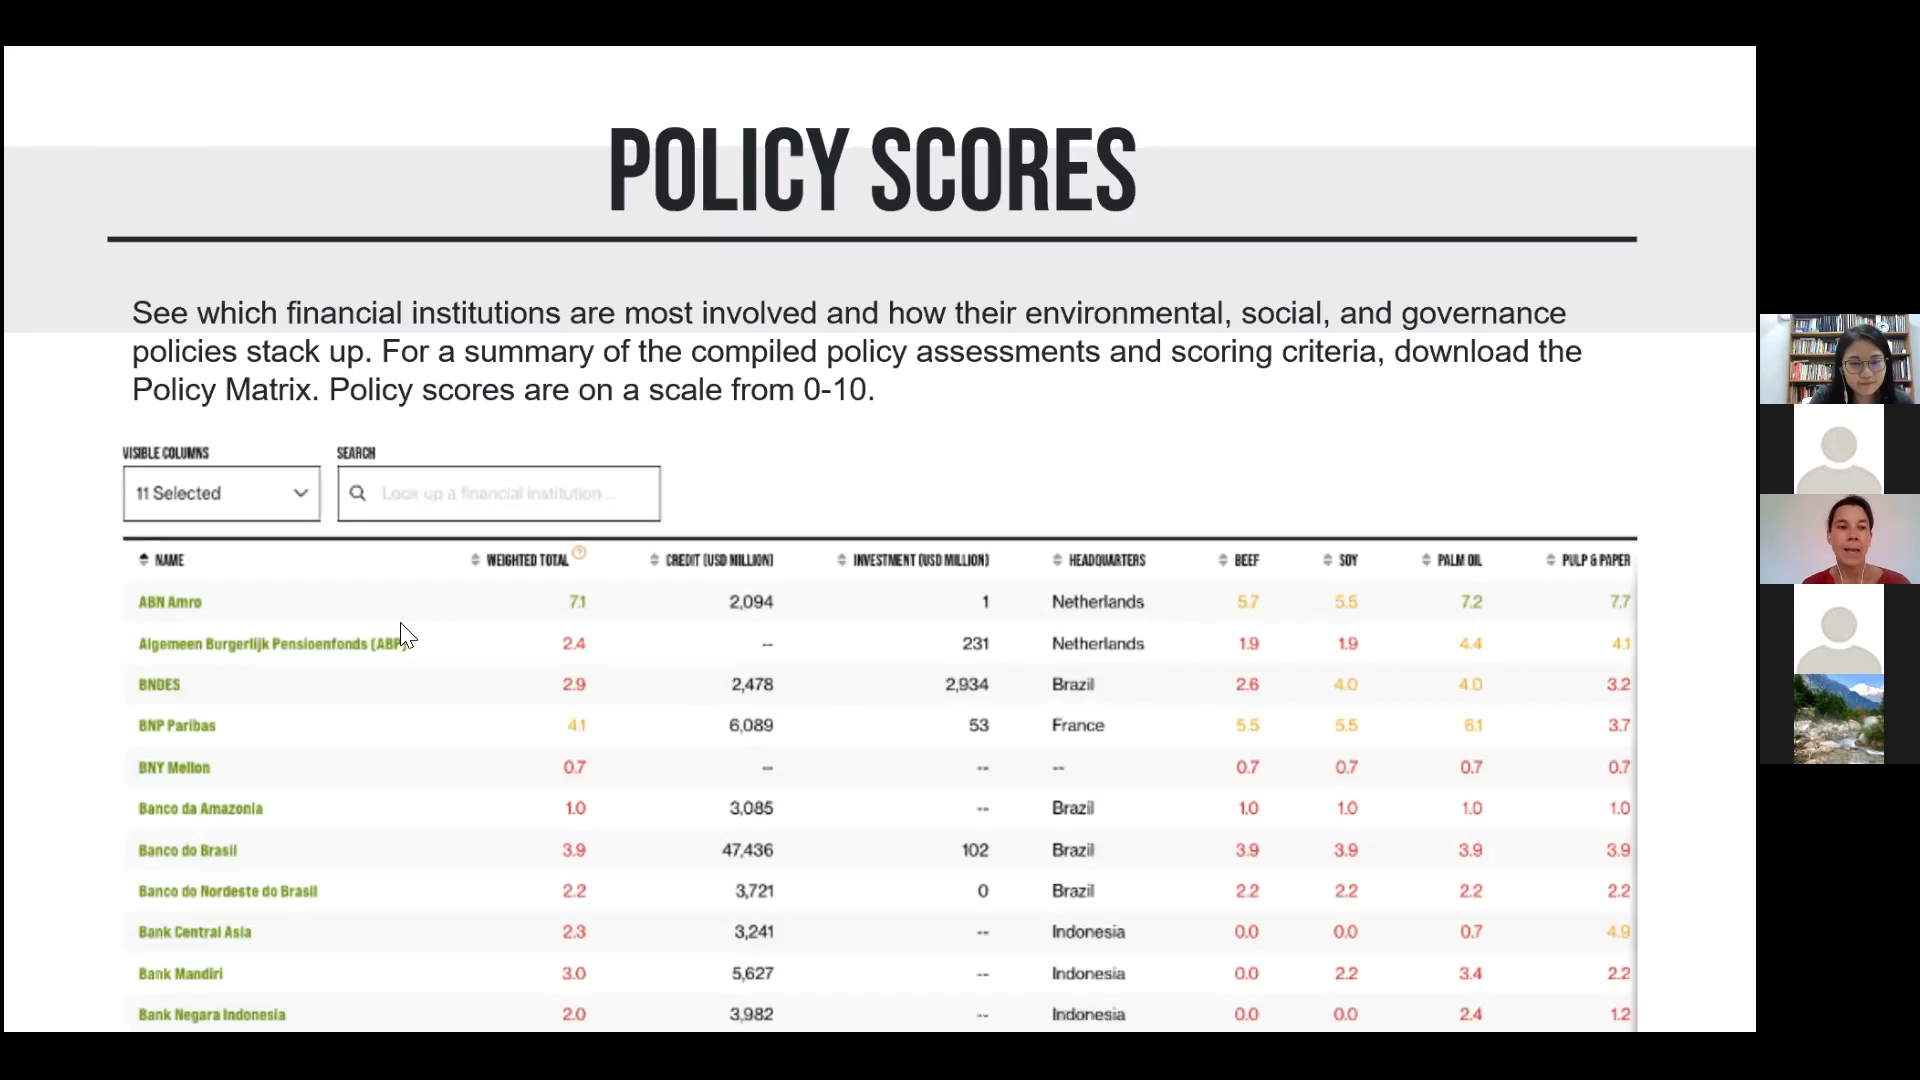 POLICY SCORES
See which financial institutions are most involved and how their environmental, social, and governance
policies stack up. For a summary of the compiled policy assessments and scoring criteria, download the
Policy Matrix. Policy scores are on a scale from 0-10.
VISIBLE COLUMNS SEARCH
11 Selected Look up a financial institution ...
NAME WEIGHTED TOTAL ? CREDIT (USD MILLION) INVESTMENT (USD MILLION) HEADQUARTERS BEEF SOY PALM OIL PULP & PAPER
ABN Amro 7.1 2,094 1 Netherlands 5.7 5.5 7.2 7.7
Algemeen Burgerlijk Pensioenfonds (ABP) 2.4 -- 231 Netherlands 1.9 1.9 4.4 4.1
BNDES 2.9 2,478 2,934 Brazil 2.6 4.0 4.0 3.2
BNP Paribas 4.1 6,089 53 France 5.5 5.5 6.1 3.7
BNY Mellon 0.7 -- -- -- 0.7 0.7 0.7 0.7
Banco da Amazonia 1.0 3,085 -- Brazil 1.0 1.0 1.0 1.0
Banco do Brasil 3.9 47,436 102 Brazil 3.9 3.9 3.9 3.9
Banco do Nordeste do Brasil 2.2 3,721 0 Brazil 2.2 2.2 2.2 2.2
Bank Central Asia 2.3 3,241 -- Indonesia 0.0 0.0 0.7 4.9
Bank Mandiri 3.0 5,627 -- Indonesia 0.0 2.2 3.4 2.2
Bank Negara Indonesia 2.0 3,982 -- Indonesia 0.0 0.0 2.4 1.2